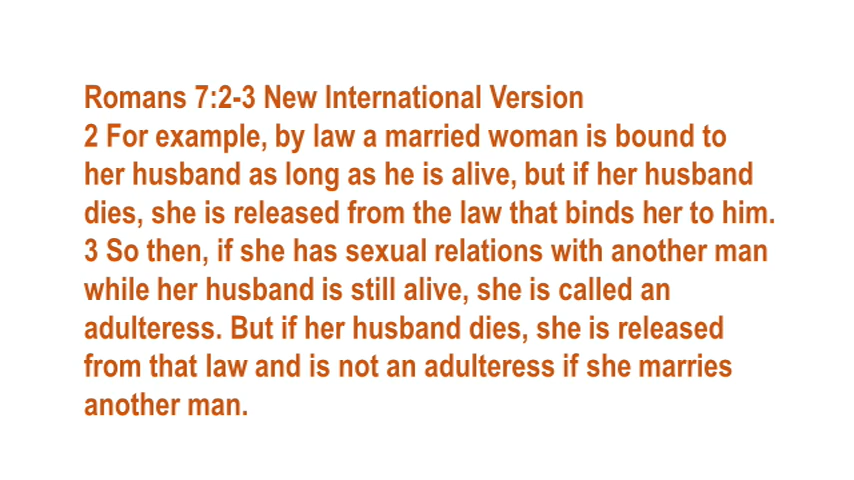 Romans 7:2-3 New International Version
2 For example, by law a married woman is bound to
her husband as long as he is alive, but if her husband
dies, she is released from the law that binds her to him.
3 So then, if she has sexual relations with another man
while her husband is still alive, she is called an
adulteress. But if her husband dies, she is released
from that law and is not an adulteress if she marries
another man.